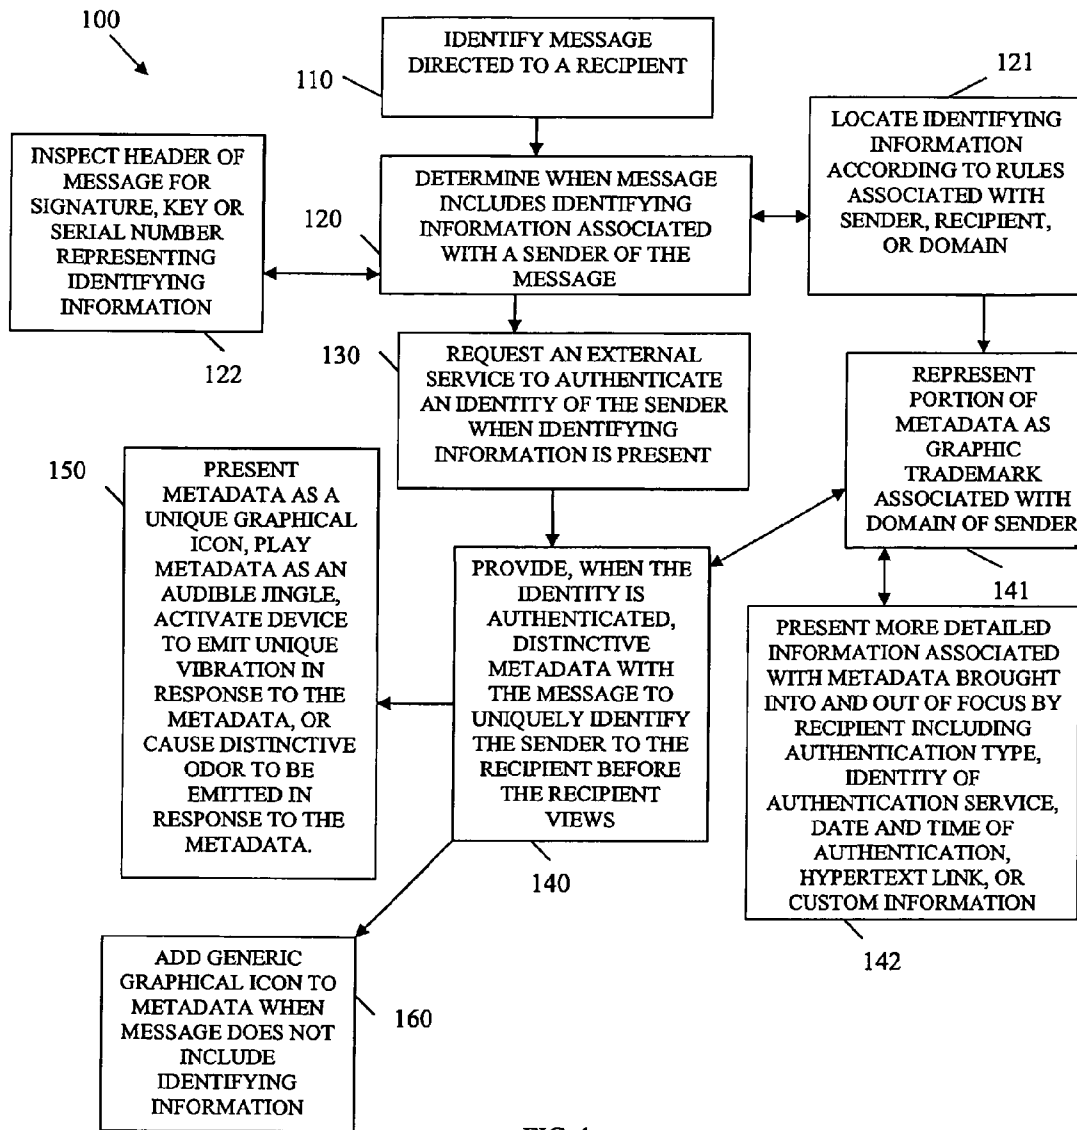 100
IDENTIFY MESSAGE
DIRECTED TO A RECIPIENT
110
121
INSPECT HEADER OF
MESSAGE FOR
SIGNATURE, KEY OR
SERIAL NUMBER
REPRESENTING
IDENTIFYING
INFORMATION
122
120
DETERMINE WHEN MESSAGE
INCLUDES IDENTIFYING
INFORMATION ASSOCIATED
WITH A SENDER OF THE
MESSAGE
LOCATE IDENTIFYING
INFORMATION
ACCORDING TO RULES
ASSOCIATED WITH
SENDER, RECIPIENT,
OR DOMAIN
130
REQUEST AN EXTERNAL
SERVICE TO AUTHENTICATE
AN IDENTITY OF THE SENDER
WHEN IDENTIFYING
INFORMATION IS PRESENT
REPRESENT
PORTION OF
METADATA AS
GRAPHIC
TRADEMARK
ASSOCIATED WITH
DOMAIN OF SENDER
141
150
PRESENT
METADATA AS A
UNIQUE GRAPHICAL
ICON, PLAY
METADATA AS AN
AUDIBLE JINGLE,
ACTIVATE DEVICE
TO EMIT UNIQUE
VIBRATION IN
RESPONSE TO THE
METADATA, OR
CAUSE DISTINCTIVE
ODOR TO BE
EMITTED IN
RESPONSE TO THE
METADATA.
PROVIDE, WHEN THE
IDENTITY IS
AUTHENTICATED,
DISTINCTIVE
METADATA WITH
THE MESSAGE TO
UNIQUELY IDENTIFY
THE SENDER TO THE
RECIPIENT BEFORE
THE RECIPIENT
VIEWS
140
PRESENT MORE DETAILED
INFORMATION ASSOCIATED
WITH METADATA BROUGHT
INTO AND OUT OF FOCUS BY
RECIPIENT INCLUDING
AUTHENTICATION TYPE,
IDENTITY OF
AUTHENTICATION SERVICE,
DATE AND TIME OF
AUTHENTICATION,
HYPERTEXT LINK, OR
CUSTOM INFORMATION
142
ADD GENERIC
GRAPHICAL ICON TO
METADATA WHEN
MESSAGE DOES NOT
INCLUDE
IDENTIFYING
INFORMATION
160